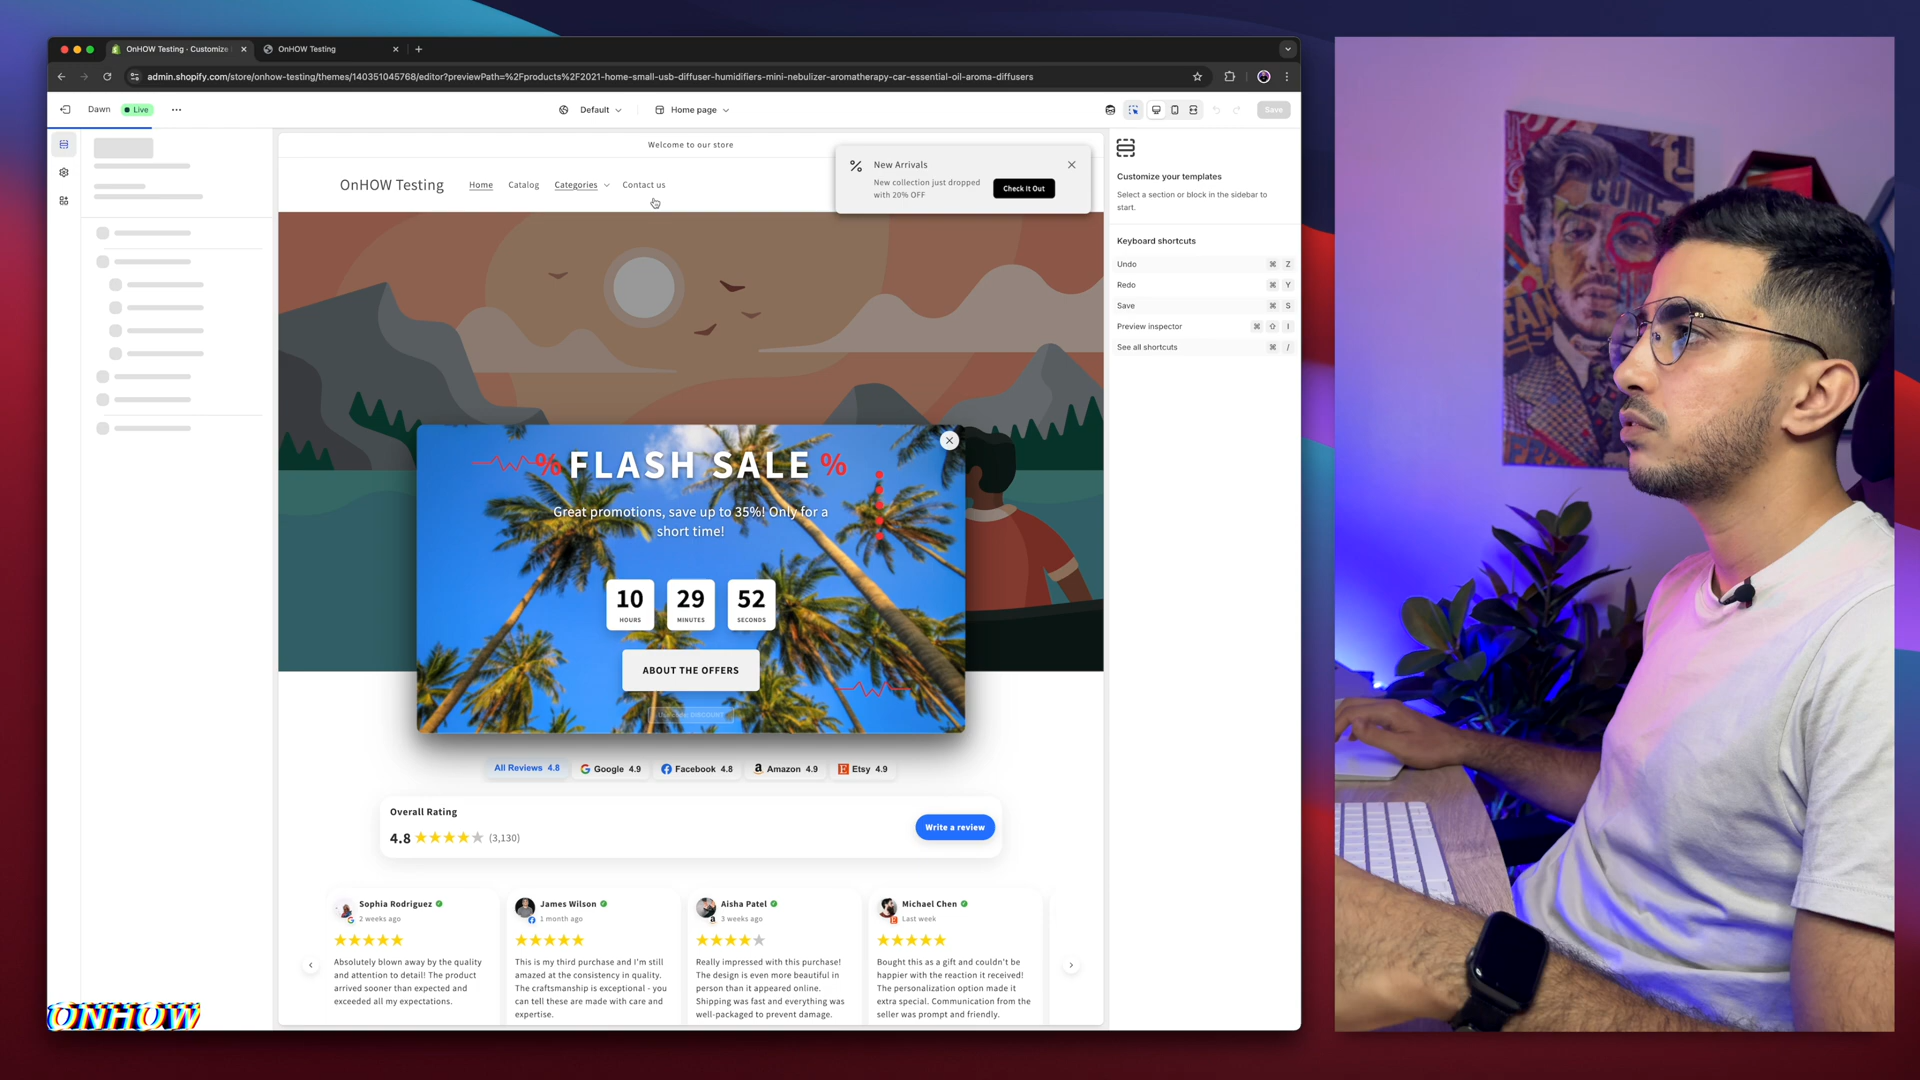 OnHOW Testing · Customize
OnHOW Testing
admin.shopify.com/store/onhow-testing/themes/140351045768/editor?previewPath=%2Fproducts%2F2021-home-small-usb-diffuser-humidifiers-mini-nebulizer-aromatherapy-car-essential-oil-aroma-diffusers
Dawn
Live
Default
Home page
Save
Welcome to our store
OnHOW Testing
Home
Catalog
Categories
Contact us
New Arrivals
New collection just dropped
with 20% OFF
Check It Out
Customize your templates
Select a section or block in the sidebar to
start.
Keyboard shortcuts
Undo ⌘ Z
Redo ⌘ Y
Save ⌘ S
Preview inspector ⌘ ⇧ I
See all shortcuts ⌘ /
% FLASH SALE %
Great promotions, save up to 35%! Only for a
short time!
10 29 52
HOURS MINUTES SECONDS
ABOUT THE OFFERS
All Reviews 4.8
Google 4.9
Facebook 4.8
Amazon 4.9
Etsy 4.9
Overall Rating
4.8 (3,130)
Write a review
Sophia Rodriguez
2 weeks ago
Absolutely blown away by the quality
and attention to detail! The product
arrived sooner than expected and
exceeded all my expectations.
James Wilson
1 month ago
This is my third purchase and I'm still
amazed at the consistency in quality.
The craftsmanship is exceptional - you
can tell these are made with care and
expertise.
Aisha Patel
3 weeks ago
Really impressed with this purchase!
The design is even more beautiful in
person than it appeared online.
Shipping was fast and everything was
well-packaged to prevent damage.
Michael Chen
Last week
Bought this as a gift and couldn't be
happier with the reaction it received!
The personalization option made it
extra special. Communication from the
seller was prompt and friendly.
ONHOW
COME
FAN